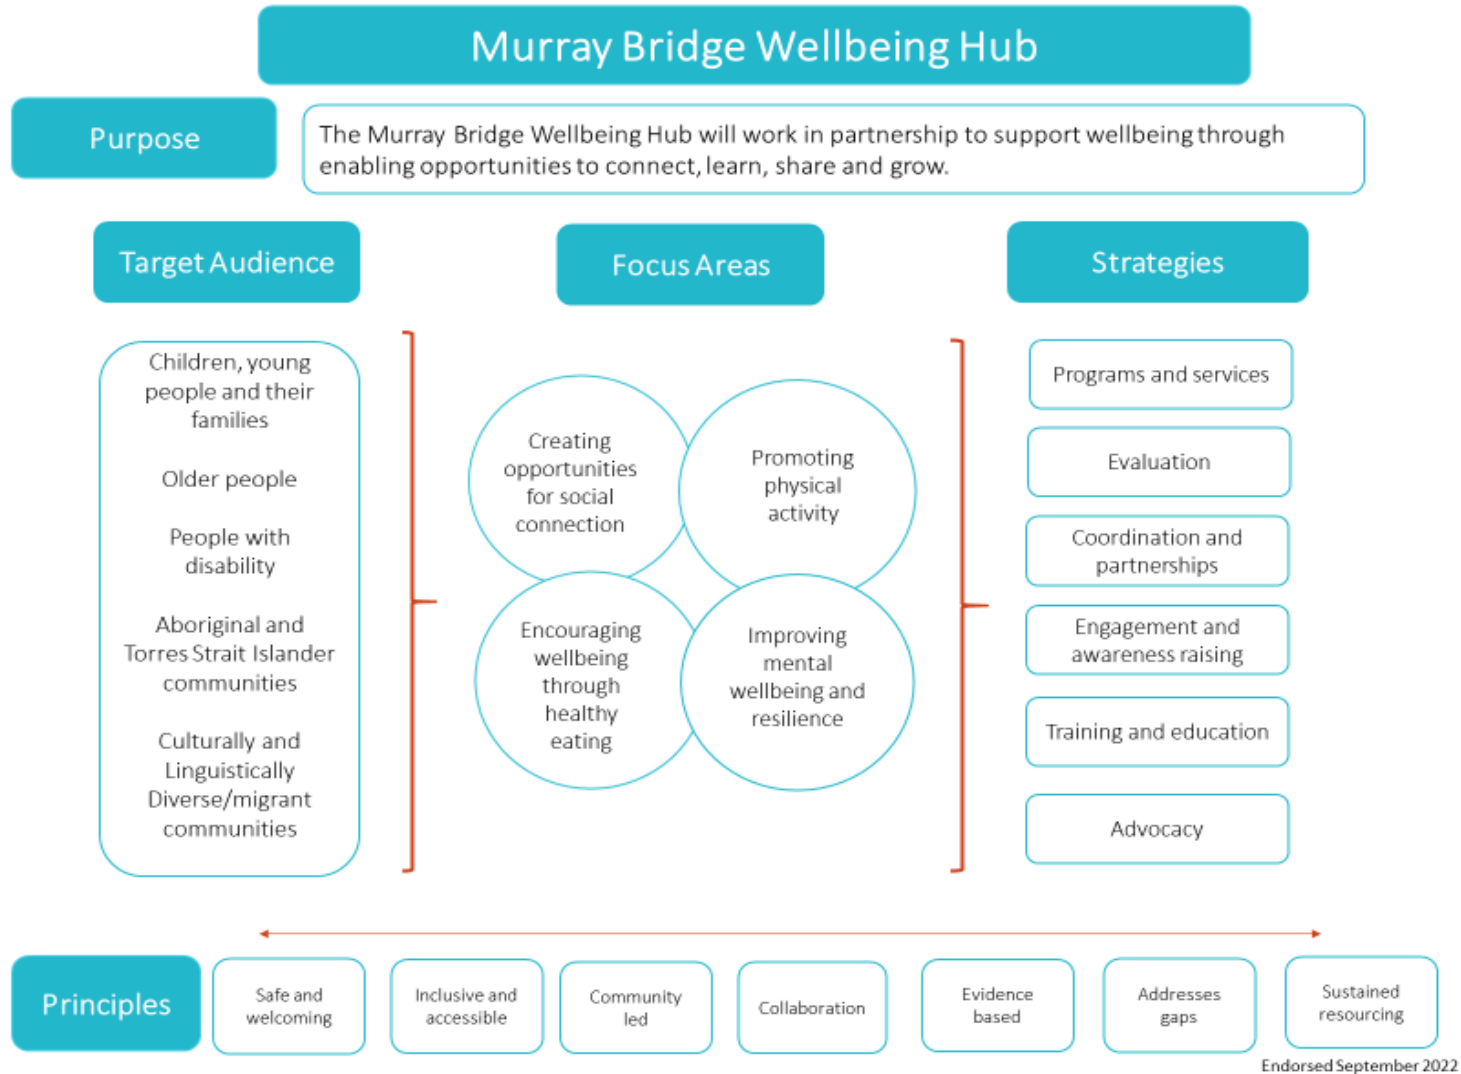 Murray Bridge Wellbeing Hub
Purpose
The Murray Bridge Wellbeing Hub will work in partnership to support wellbeing through
enabling opportunities to connect, learn, share and grow.
Target Audience
Children, young
people and their
families
Older people
People with
disability
Aboriginal and
Torres Strait Islander
communities
Culturally and
Linguistically
Diverse/migrant
communities
Focus Areas
Creating
opportunities
for social
connection
Promoting
physical
activity
Encouraging
wellbeing
through
healthy
eating
Improving
mental
wellbeing and
resilience
Strategies
Programs and services
Evaluation
Coordination and
partnerships
Engagement and
awareness raising
Training and education
Advocacy
Principles
Safe and
welcoming
Inclusive and
accessible
Community
led
Collaboration
Evidence
based
Addresses
gaps
Sustained
resourcing
Endorsed September 2022